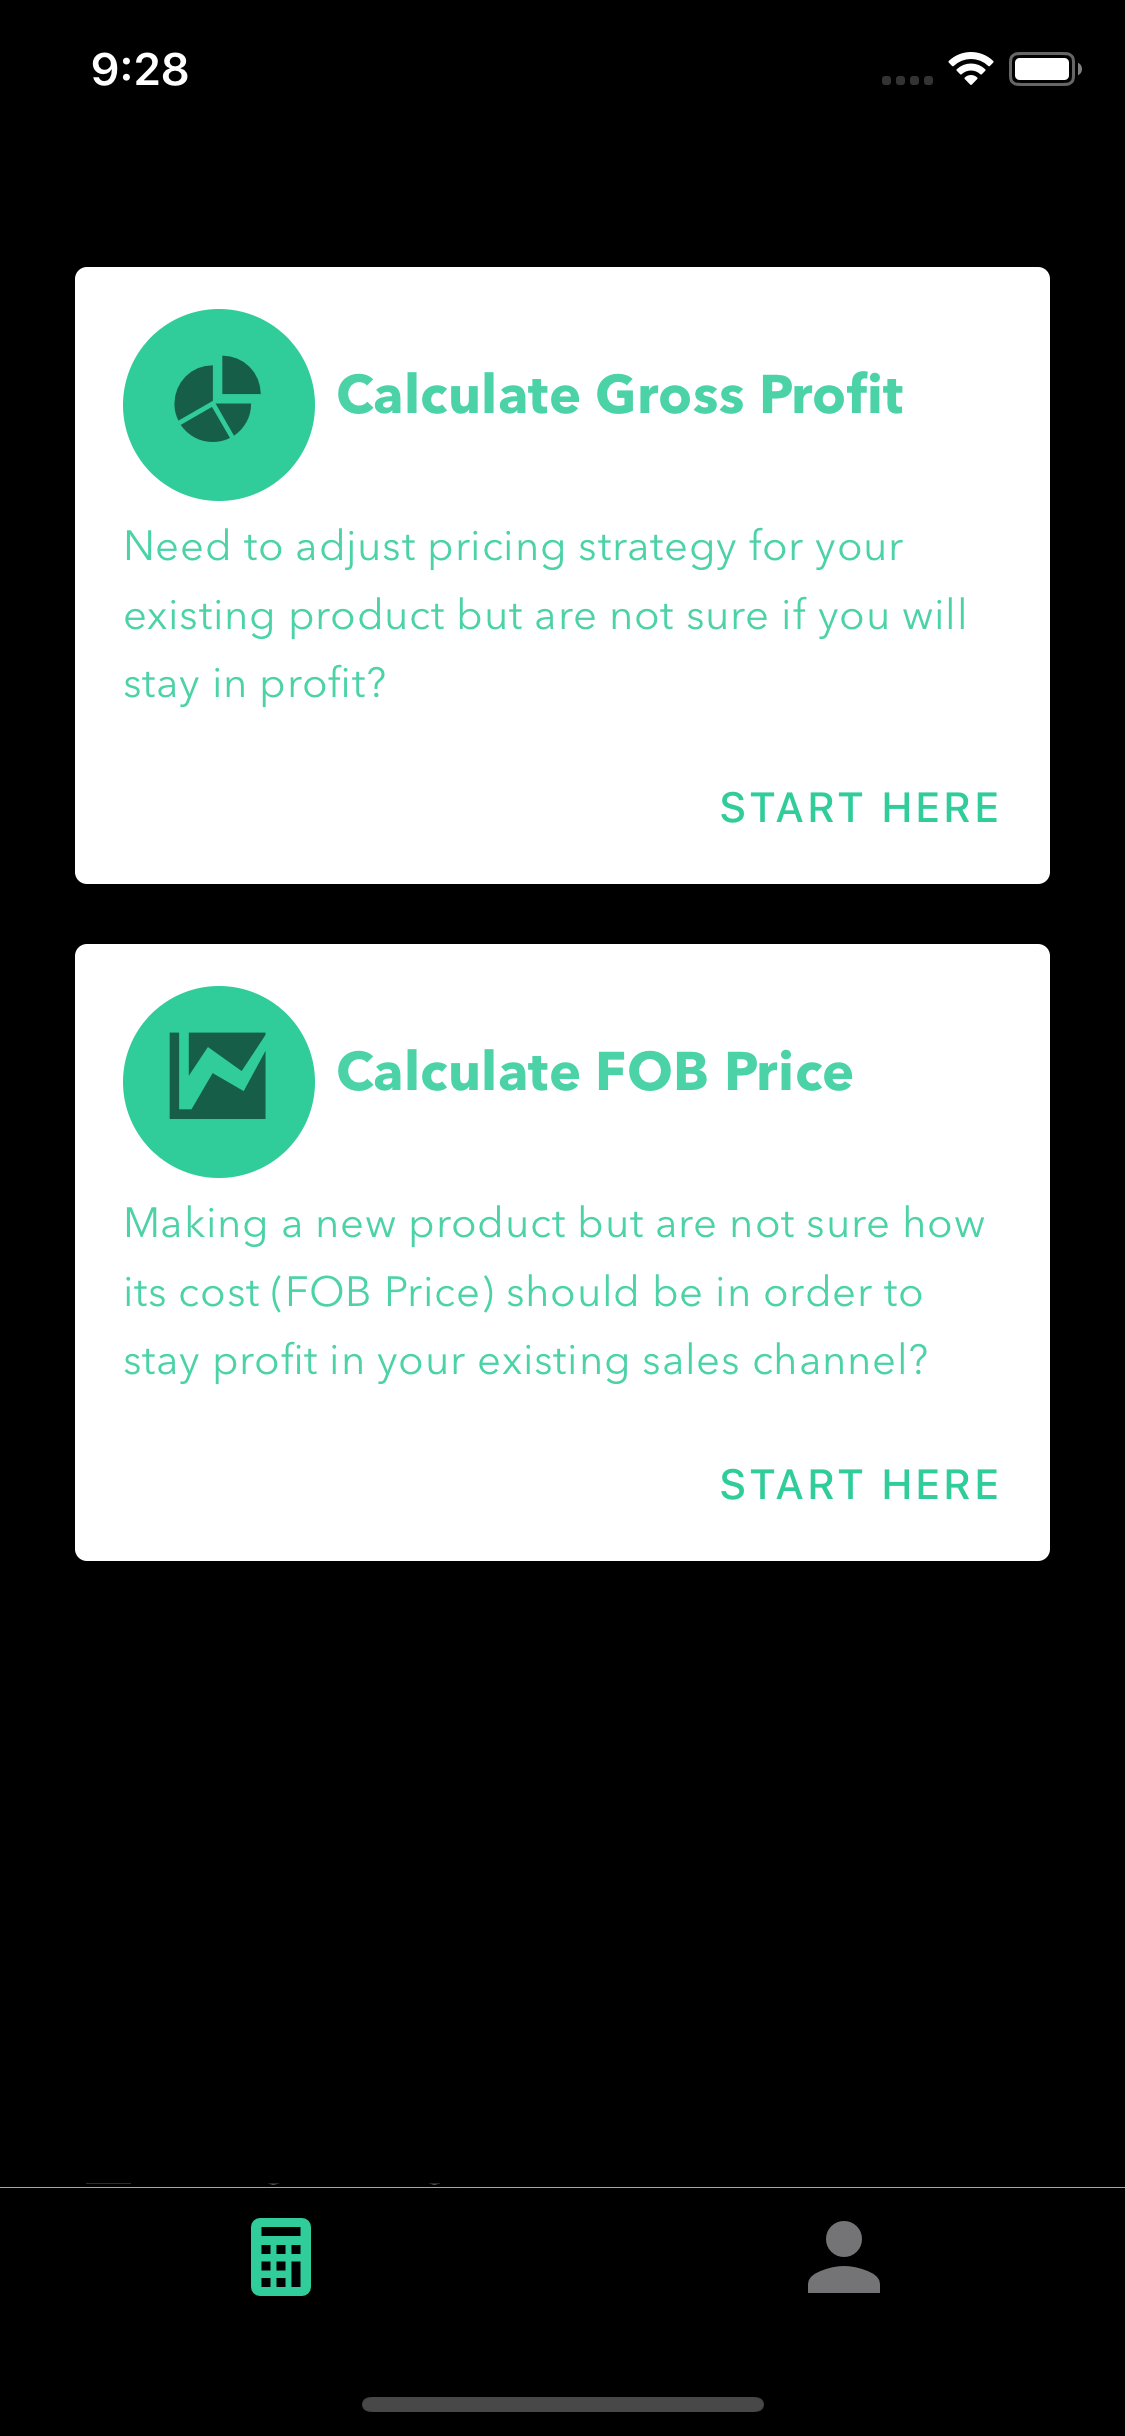 9:28
Calculate Gross Profit
Need to adjust pricing strategy for your
existing product but are not sure if you will
stay in profit?
START HERE
Calculate FOB Price
Making a new product but are not sure how
its cost (FOB Price) should be in order to
stay profit in your existing sales channel?
START HERE